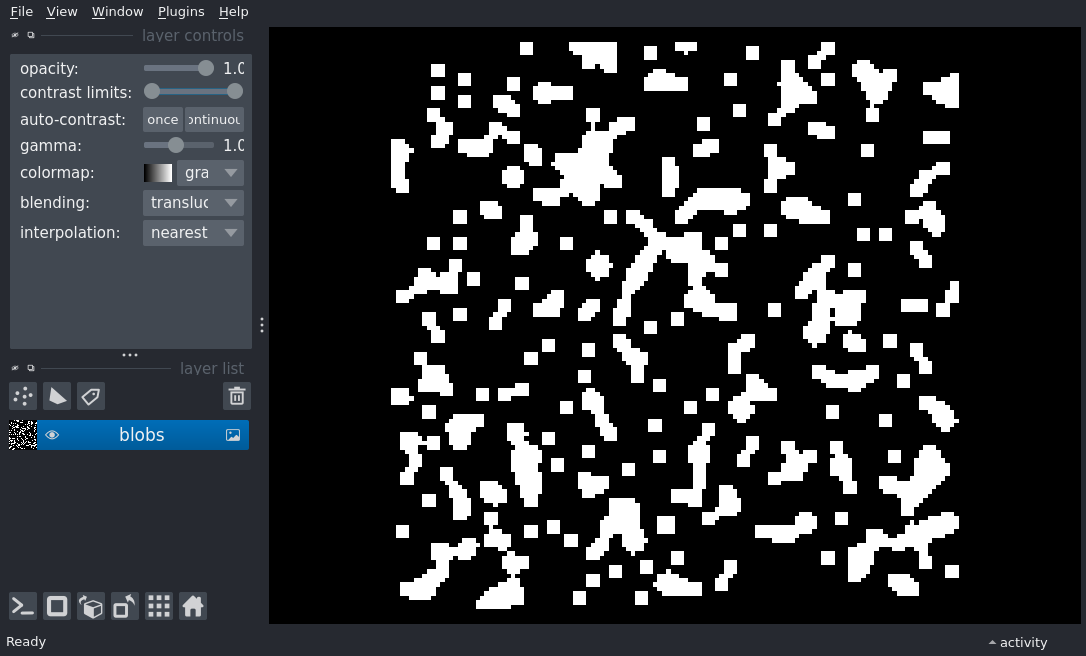 File View Window Plugins Help
layer controls
opacity: 1.0
contrast limits:
auto-contrast: once ontinuou
gamma: 1.0
colormap: gra
blending: transluc
interpolation: nearest
layer list
blobs
Ready
activity